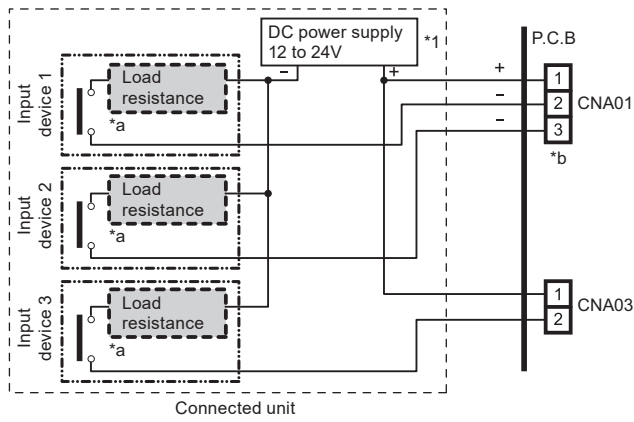 DC power supply
12 to 24V
*1
−
+
P.C.B
Input
device 1
Load
resistance
*a
+
−
−
1
2
3
CNA01
*b
Input
device 2
Load
resistance
*a
Input
device 3
Load
resistance
*a
1
2
CNA03
Connected unit